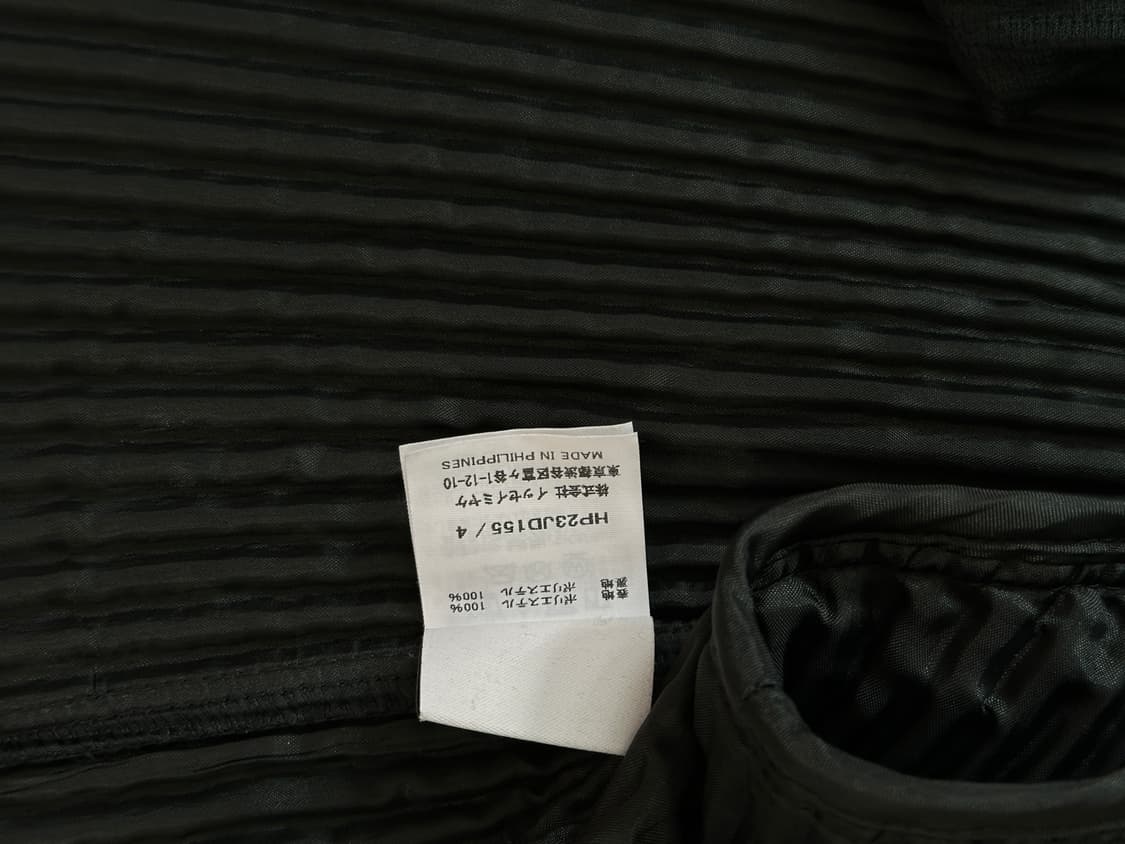 表地 ポリエステル 100%
裏地 ポリエステル 100%
HP23JD155 / 4
株式会社 イッセイミヤケ
東京都渋谷区富ヶ谷1-12-10
MADE IN PHILIPPINES